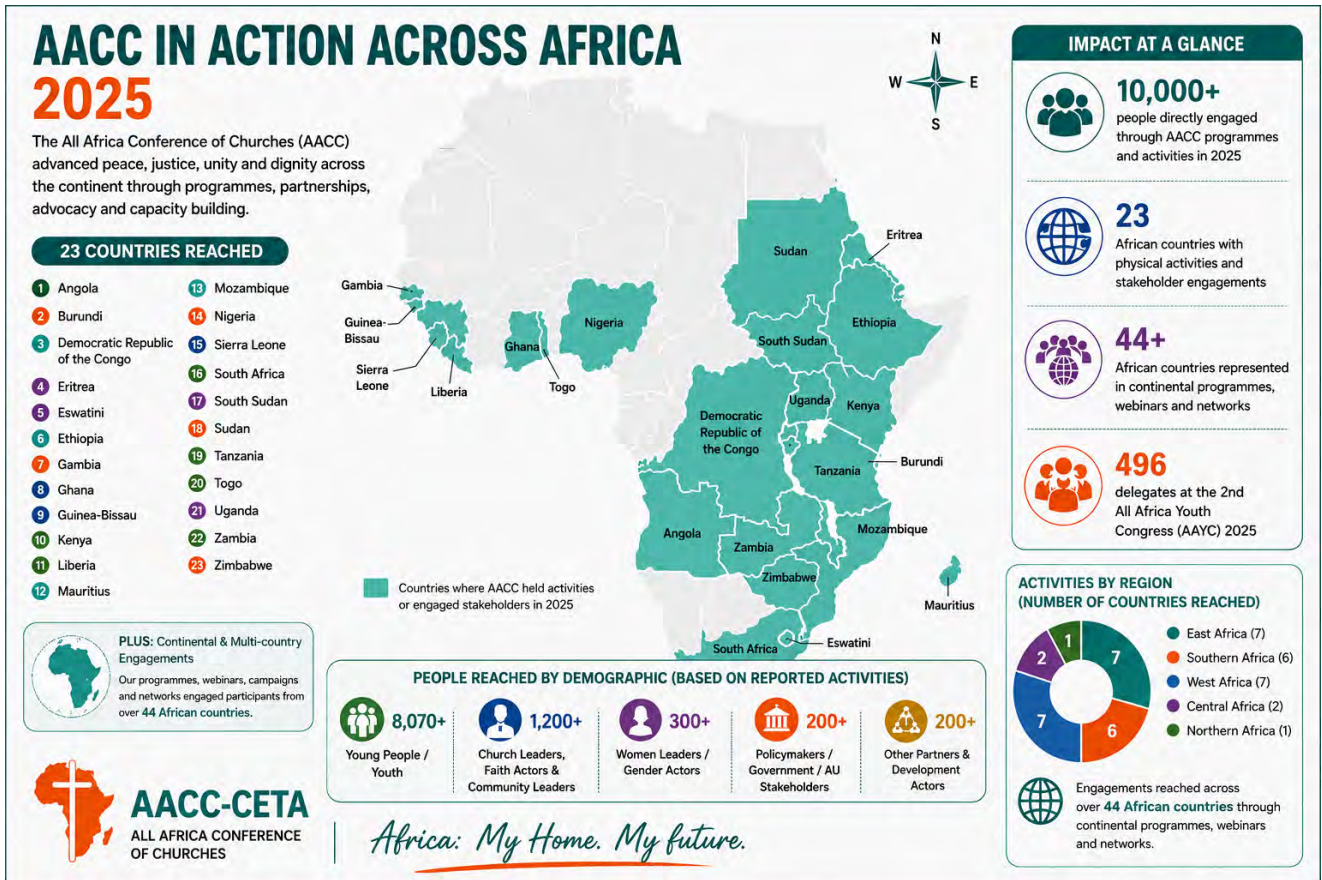 AACC IN ACTION ACROSS AFRICA
2025
The All Africa Conference of Churches (AACC)
advanced peace, justice, unity and dignity across
the continent through programmes, partnerships,
advocacy and capacity building.
23 COUNTRIES REACHED
1 Angola
2 Burundi
3 Democratic Republic
of the Congo
4 Eritrea
5 Eswatini
6 Ethiopia
7 Gambia
8 Ghana
9 Guinea-Bissau
10 Kenya
11 Liberia
12 Mauritius
13 Mozambique
14 Nigeria
15 Sierra Leone
16 South Africa
17 South Sudan
18 Sudan
19 Tanzania
20 Togo
21 Uganda
22 Zambia
23 Zimbabwe
PLUS: Continental & Multi-country
Engagements
Our programmes, webinars, campaigns
and networks engaged participants from
over 44 African countries.
AACC-CETA
ALL AFRICA CONFERENCE
OF CHURCHES
N
W
E
S
Sudan
Eritrea
Gambia
Guinea-
Bissau
Nigeria
Ethiopia
Ghana
South Sudan
Sierra
Leone
Liberia
Togo
Uganda
Kenya
Democratic
Republic of
the Congo
Burundi
Tanzania
Angola
Mozambique
Zambia
Zimbabwe
Mauritius
Eswatini
South Africa
Countries where AACC held activities
or engaged stakeholders in 2025
PEOPLE REACHED BY DEMOGRAPHIC (BASED ON REPORTED ACTIVITIES)
8,070+
Young People /
Youth
1,200+
Church Leaders,
Faith Actors &
Community Leaders
300+
Women Leaders /
Gender Actors
200+
Policymakers /
Government / AU
Stakeholders
200+
Other Partners &
Development
Actors
Africa: My Home. My future.
IMPACT AT A GLANCE
10,000+
people directly engaged
through AACC programmes
and activities in 2025
23
African countries with
physical activities and
stakeholder engagements
44+
African countries represented
in continental programmes,
webinars and networks
496
delegates at the 2nd
All Africa Youth
Congress (AAYC) 2025
ACTIVITIES BY REGION
(NUMBER OF COUNTRIES REACHED)
1
2
7
7
6
East Africa (7)
Southern Africa (6)
West Africa (7)
Central Africa (2)
Northern Africa (1)
Engagements reached across
over 44 African countries through
continental programmes, webinars
and networks.